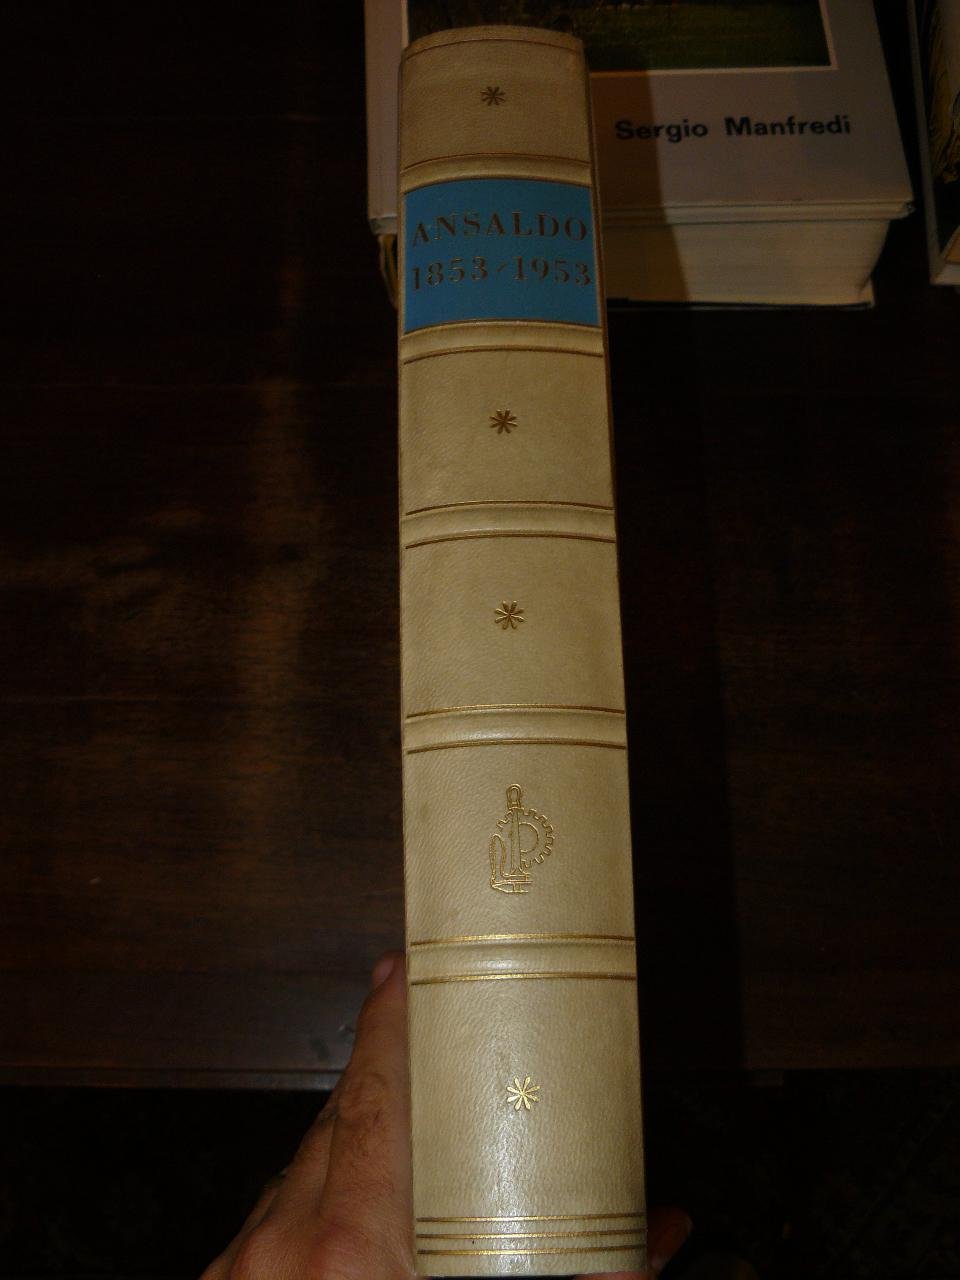 Sergio Manfredi
ANSALDO
1853/1953